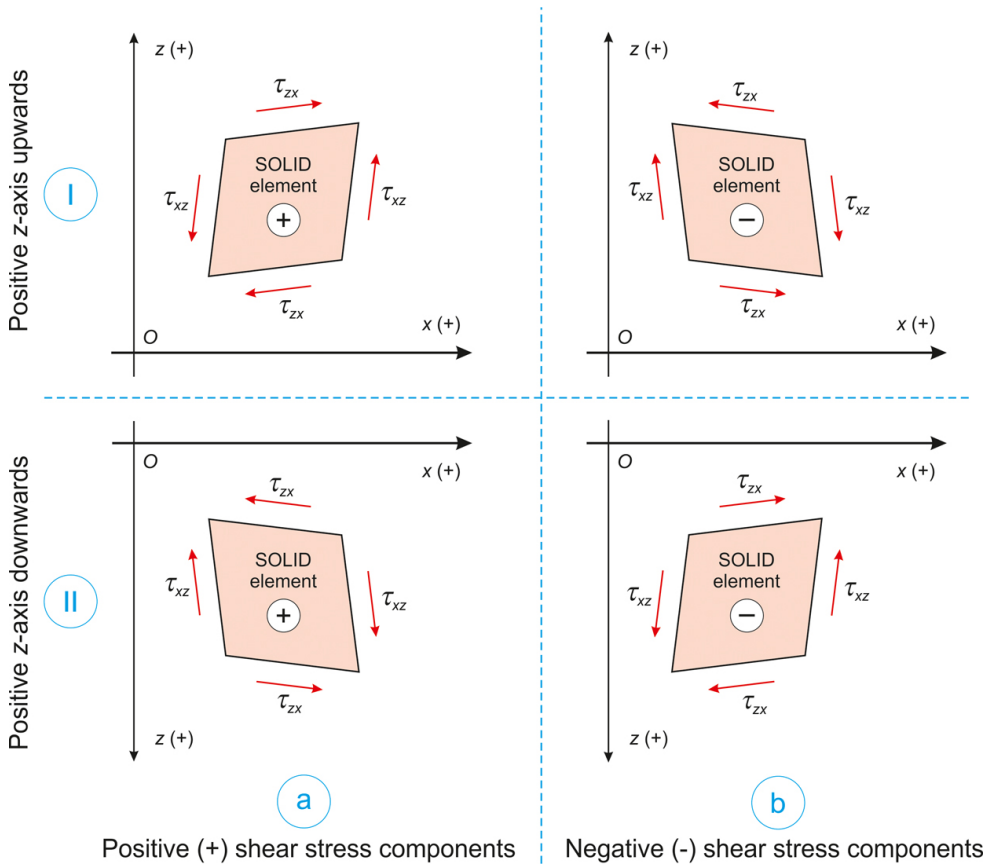 Positive z-axis upwards
I
z (+)
τzx
τxz
SOLID
element
+
τxz
τzx
O
x (+)
z (+)
τzx
τxz
SOLID
element
−
τxz
τzx
O
x (+)
Positive z-axis downwards
II
O
x (+)
τzx
τxz
SOLID
element
+
τxz
τzx
z (+)
O
x (+)
τzx
τxz
SOLID
element
−
τxz
τzx
z (+)
a
Positive (+) shear stress components
b
Negative (-) shear stress components